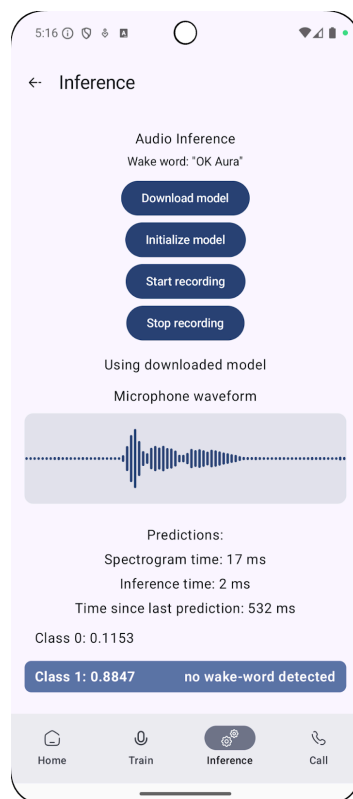 5:16
Inference
Audio Inference
Wake word: "OK Aura"
Download model
Initialize model
Start recording
Stop recording
Using downloaded model
Microphone waveform
Predictions:
Spectrogram time: 17 ms
Inference time: 2 ms
Time since last prediction: 532 ms
Class 0: 0.1153
Class 1: 0.8847 no wake-word detected
Home Train Inference Call